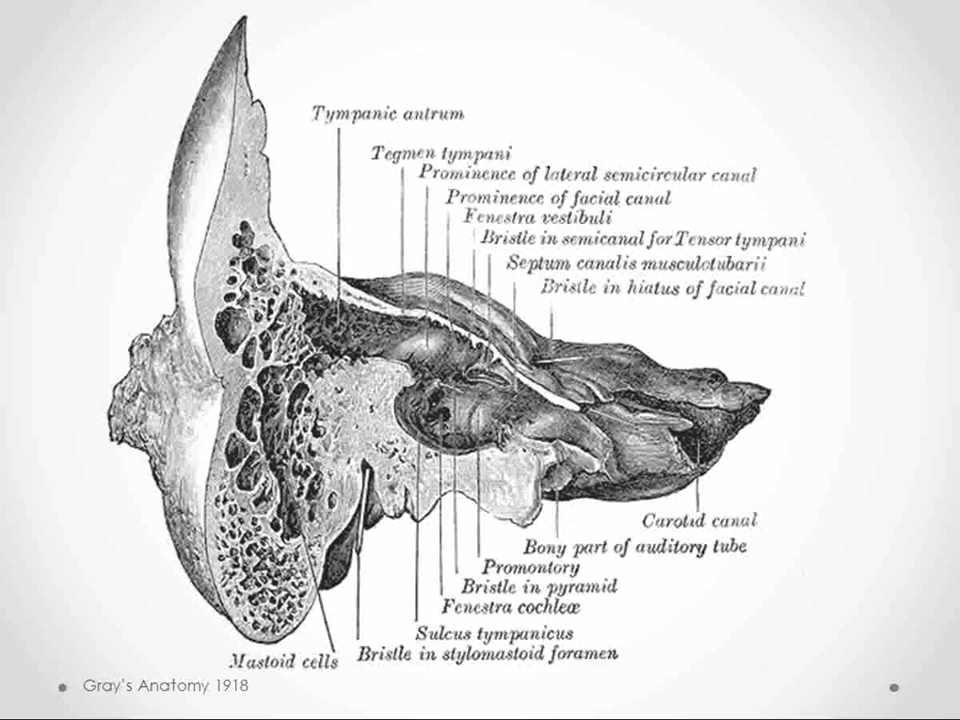 Tympanic antrum
Tegmen tympani
Prominence of lateral semicircular canal
Prominence of facial canal
Fenestra vestibuli
Bristle in semicanal for Tensor tympani
Septum canalis musculotubarii
Bristle in hiatus of facial canal
Carotid canal
Bony part of auditory tube
Promontory
Bristle in pyramid
Fenestra cochleæ
Sulcus tympanicus
Bristle in stylomastoid foramen
Mastoid cells
Gray's Anatomy 1918